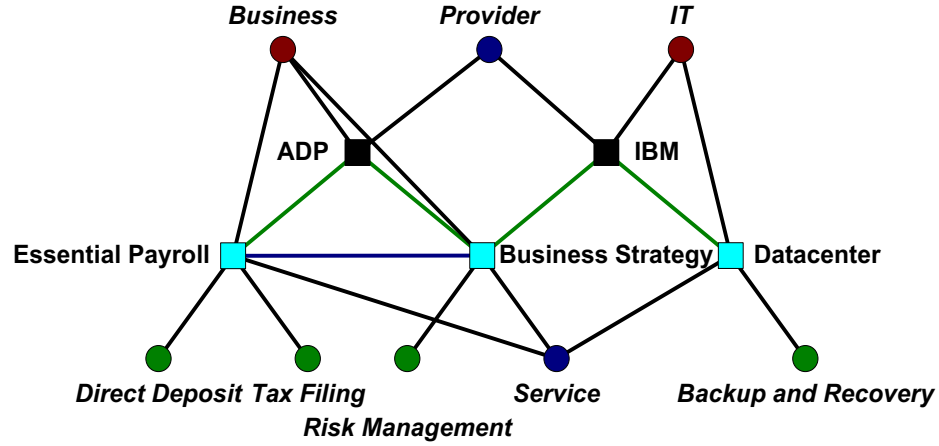 Business
Provider
IT
ADP
IBM
Essential Payroll
Business Strategy
Datacenter
Direct Deposit
Tax Filing
Service
Backup and Recovery
Risk Management